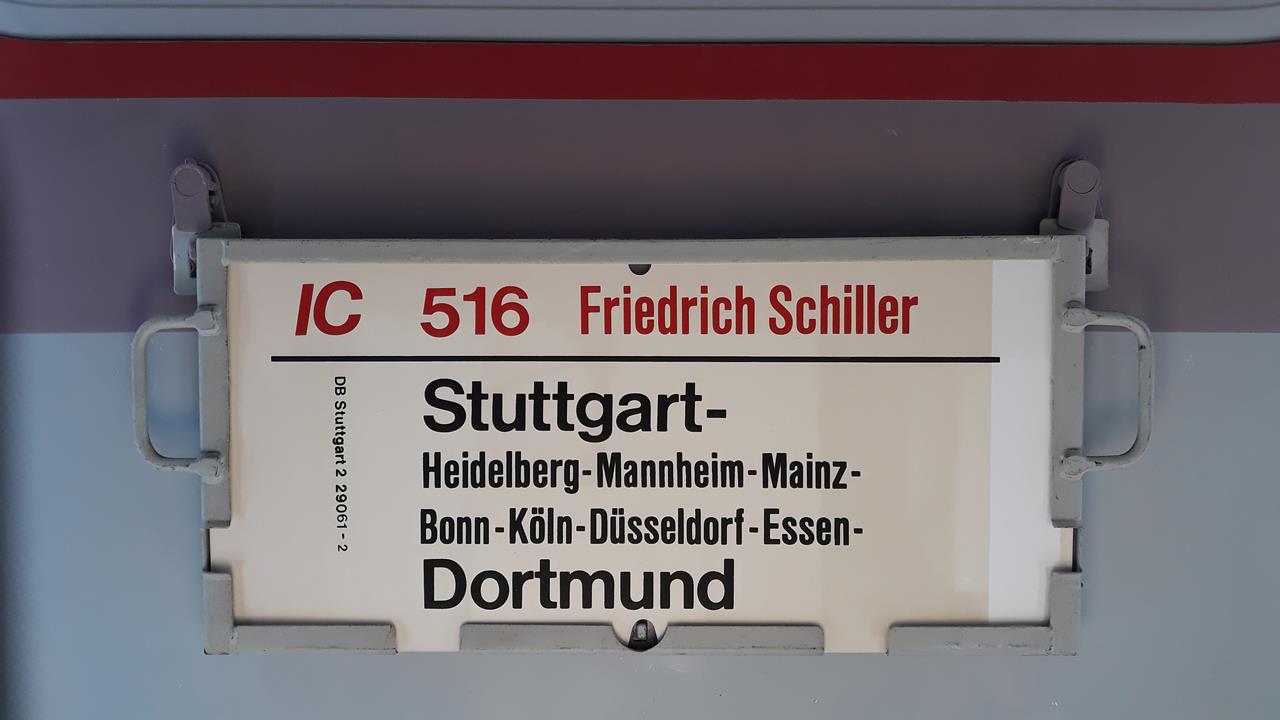 IC 516 Friedrich Schiller
Stuttgart-
Heidelberg-Mannheim-Mainz-
Bonn-Köln-Düsseldorf-Essen-
Dortmund
DB Stuttgart 2 29061-2